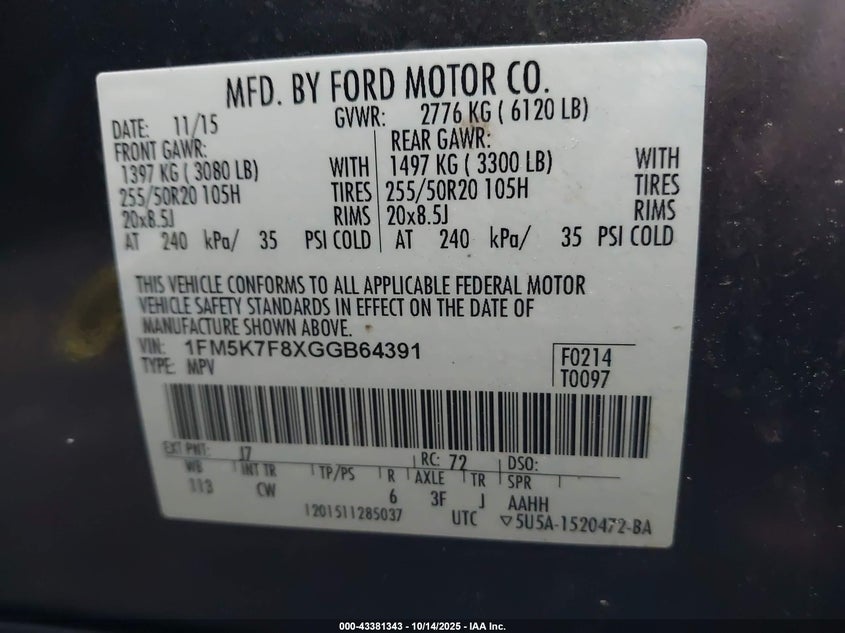 MFD. BY FORD MOTOR CO.
DATE: 11/15 GVWR: 2776 KG ( 6120 LB)
FRONT GAWR: REAR GAWR:
1397 KG ( 3080 LB) WITH 1497 KG ( 3300 LB) WITH
255/50R20 105H TIRES 255/50R20 105H TIRES
20x8.5J RIMS 20x8.5J RIMS
AT 240 kPa/ 35 PSI COLD AT 240 kPa/ 35 PSI COLD
THIS VEHICLE CONFORMS TO ALL APPLICABLE FEDERAL MOTOR
VEHICLE SAFETY STANDARDS IN EFFECT ON THE DATE OF
MANUFACTURE SHOWN ABOVE.
VIN: 1FM5K7F8XGGB64391 F0214
TYPE: MPV T0097
EXT PNT: J7 RC: 72 DSO:
WB INT TR TP/PS R AXLE TR SPR
113 CW 6 3F J AAHH
1201511285037 UTC ▽5U5A-1520472-BA
000-43381343 | 10/14/2025 | IAA Inc.